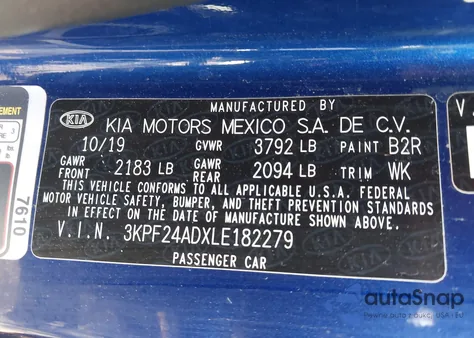 MANUFACTURED BY
KIA KIA MOTORS MEXICO S.A. DE C.V.
10/19 GVWR 3792 LB PAINT B2R
GAWR FRONT 2183 LB GAWR REAR 2094 LB TRIM WK
THIS VEHICLE CONFORMS TO ALL APPLICABLE U.S.A. FEDERAL
MOTOR VEHICLE SAFETY, BUMPER, AND THEFT PREVENTION STANDARDS
IN EFFECT ON THE DATE OF MANUFACTURE SHOWN ABOVE.
V.I.N. 3KPF24ADXLE182279
PASSENGER CAR
7610
autoSnap